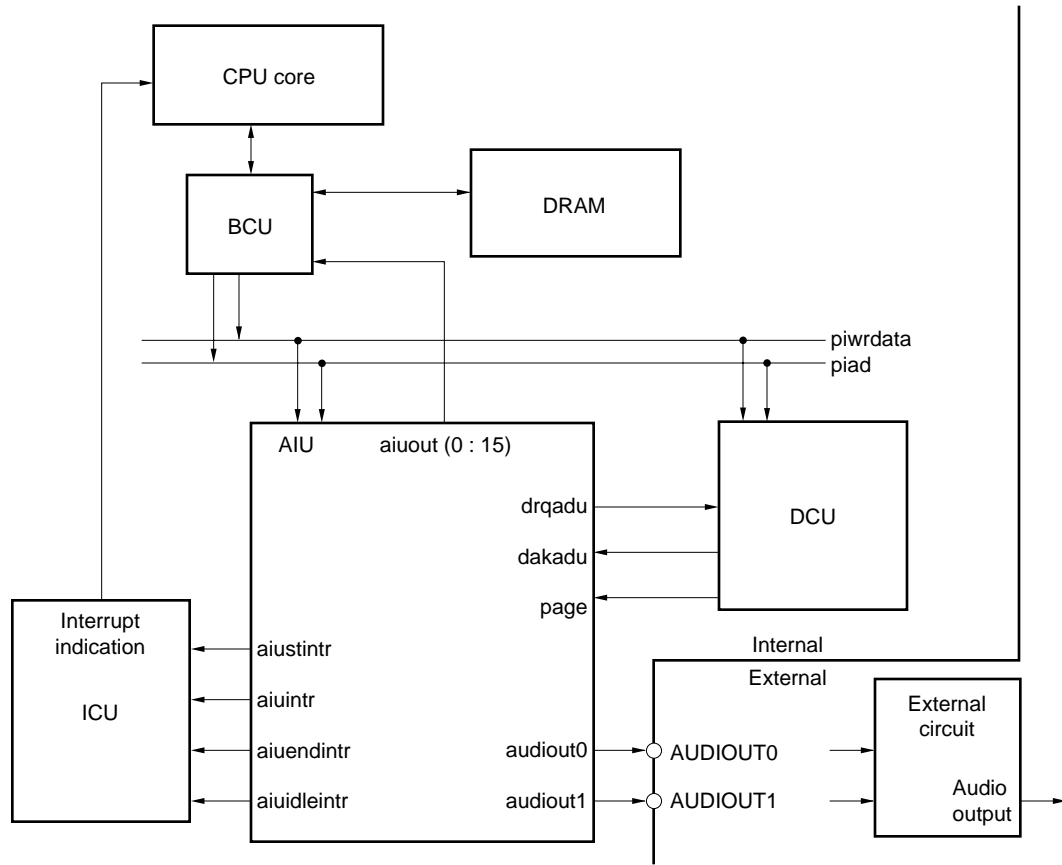 CPU core
DRAM
BCU
piwrdata
piad
AIU
aiuout (0 : 15)
drqadu
DCU
dakadu
page
Interrupt
indication
ICU
aiustintr
aiuintr
aiuendintr
aiuidleintr
Internal
External
audiout0
AUDIOUT0
audiout1
AUDIOUT1
External
circuit
Audio
output